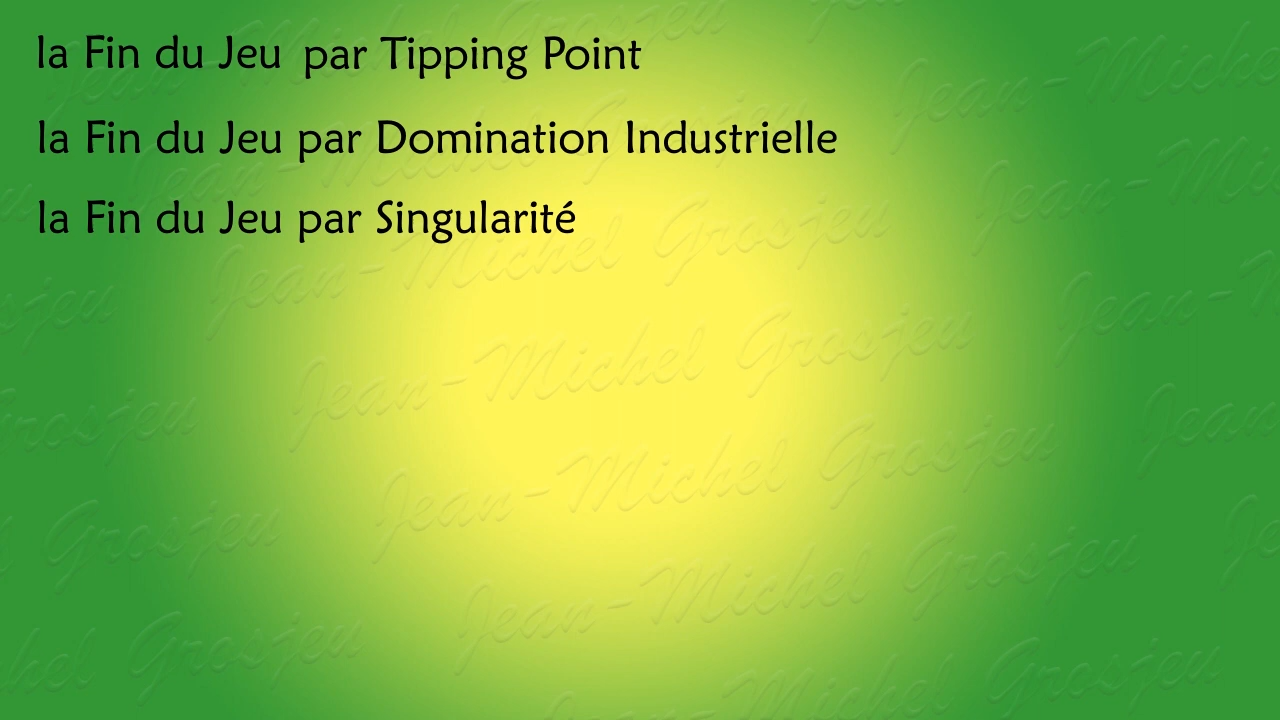 la Fin du Jeu par Tipping Point
la Fin du Jeu par Domination Industrielle
la Fin du Jeu par Singularité
Jean-Michel Grosjeu